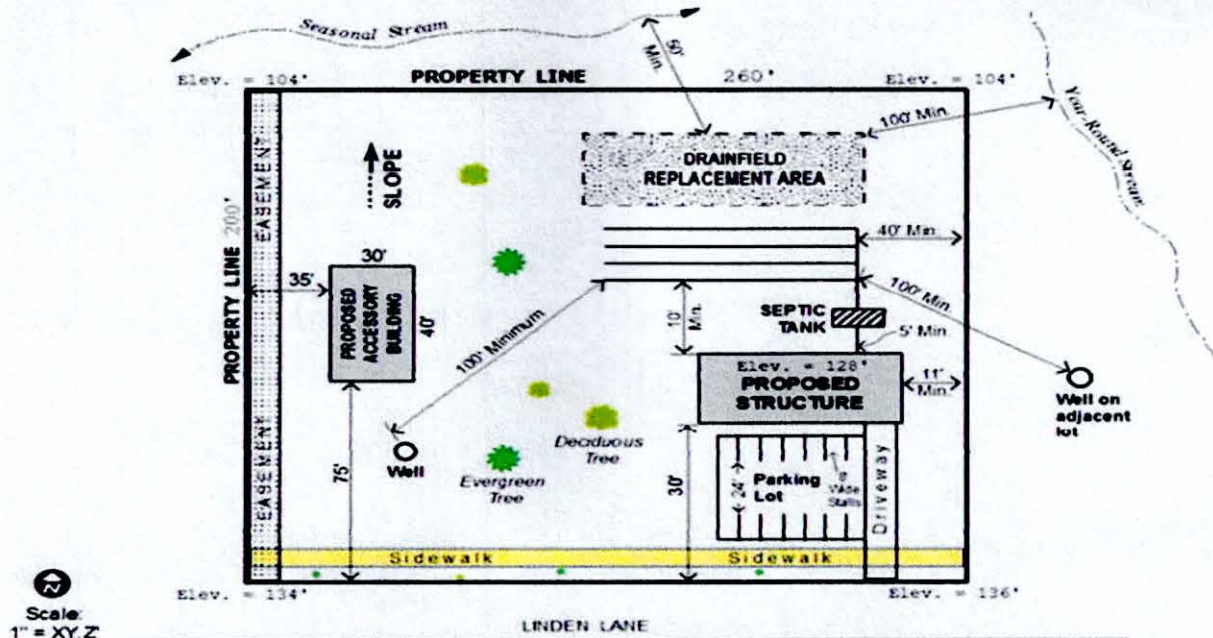 Seasonal Stream
50'
Min.
Elev. = 104'
PROPERTY LINE
260'
Elev. = 104'
Year-Round stream
100' Min.
EASEMENT
SLOPE
DRAINFIELD
REPLACEMENT AREA
PROPERTY LINE 200'
40' Min.
30'
35'
PROPOSED
ACCESSORY
BUILDING
40'
100' Minimum
10'
Min.
SEPTIC
TANK
100' Min.
5' Min.
Elev. = 128'
PROPOSED
STRUCTURE
11'
Min.
Well on
adjacent
lot
Deciduous
Tree
Well
Evergreen
Tree
75'
30'
24'
Parking
Lot
Wide
Stalls
Driveway
EASEMENT
Sidewalk
Sidewalk
Elev. = 134'
Elev. = 136'
LINDEN LANE
N
Scale:
1" = XY.Z'